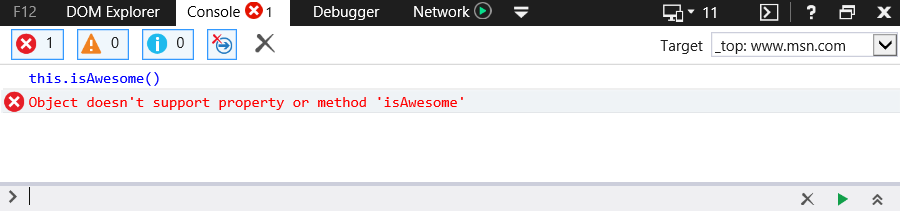 F12 DOM Explorer Console 1 Debugger Network 11 ?
1 0 0 Target _top: www.msn.com
this.isAwesome()
Object doesn't support property or method 'isAwesome'